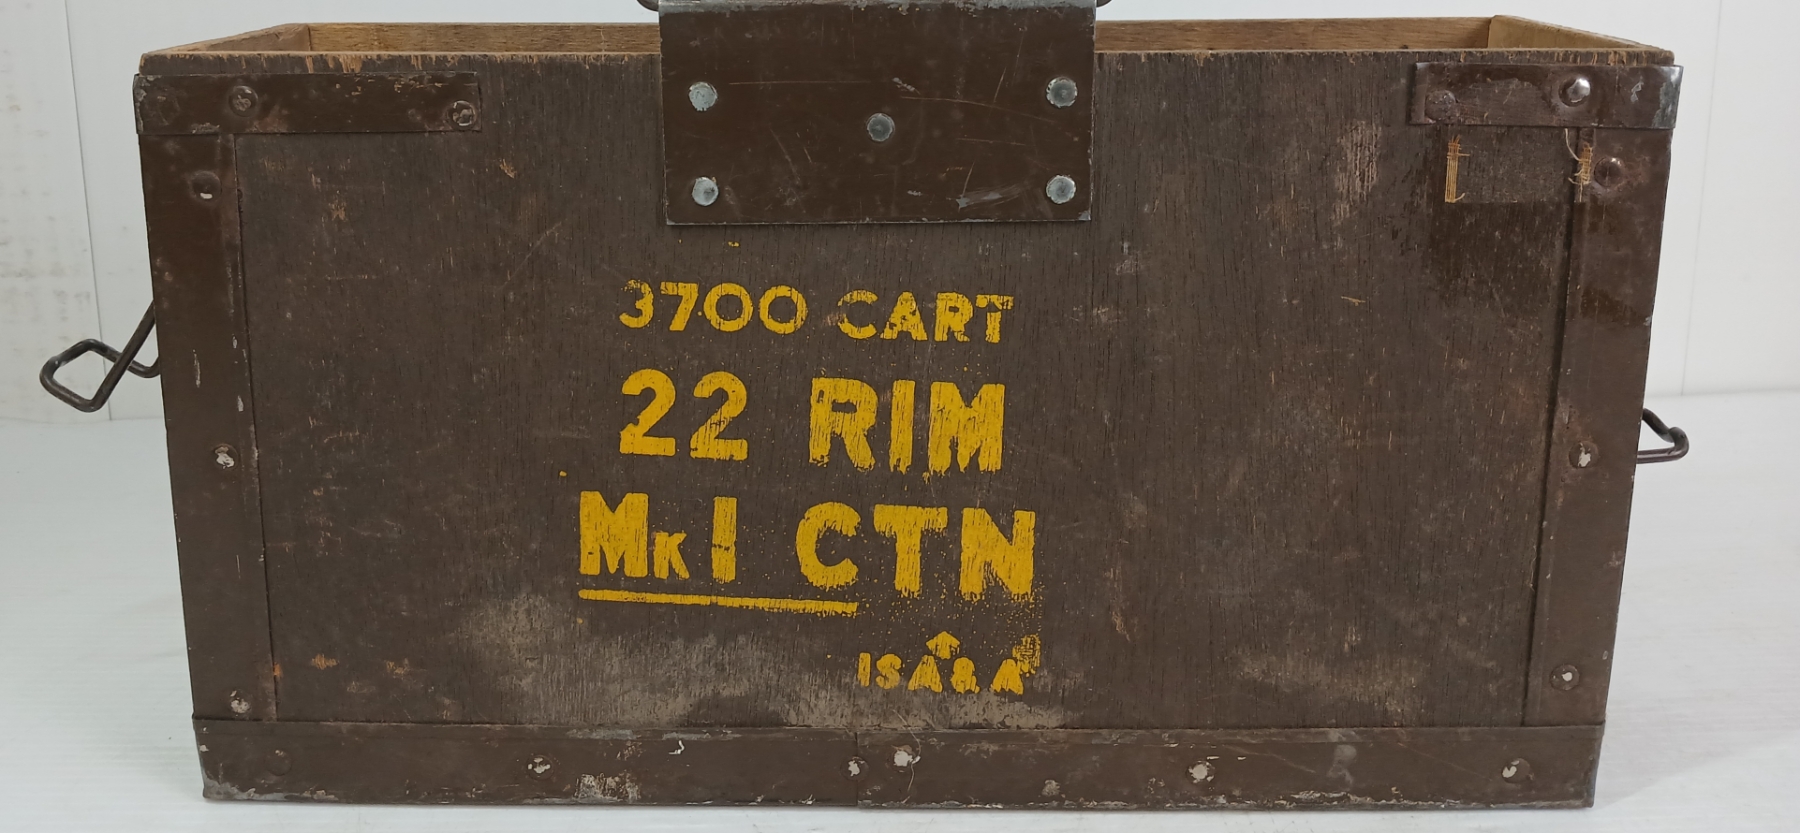 3700 CART
22 RIM
MK I CTN
ISA&A